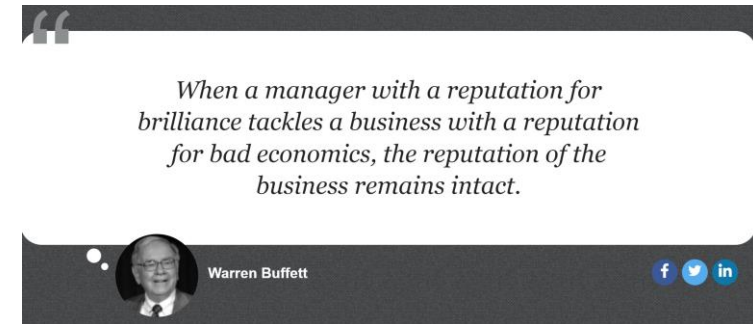 “
When a manager with a reputation for
brilliance tackles a business with a reputation
for bad economics, the reputation of the
business remains intact.
Warren Buffett
f
in